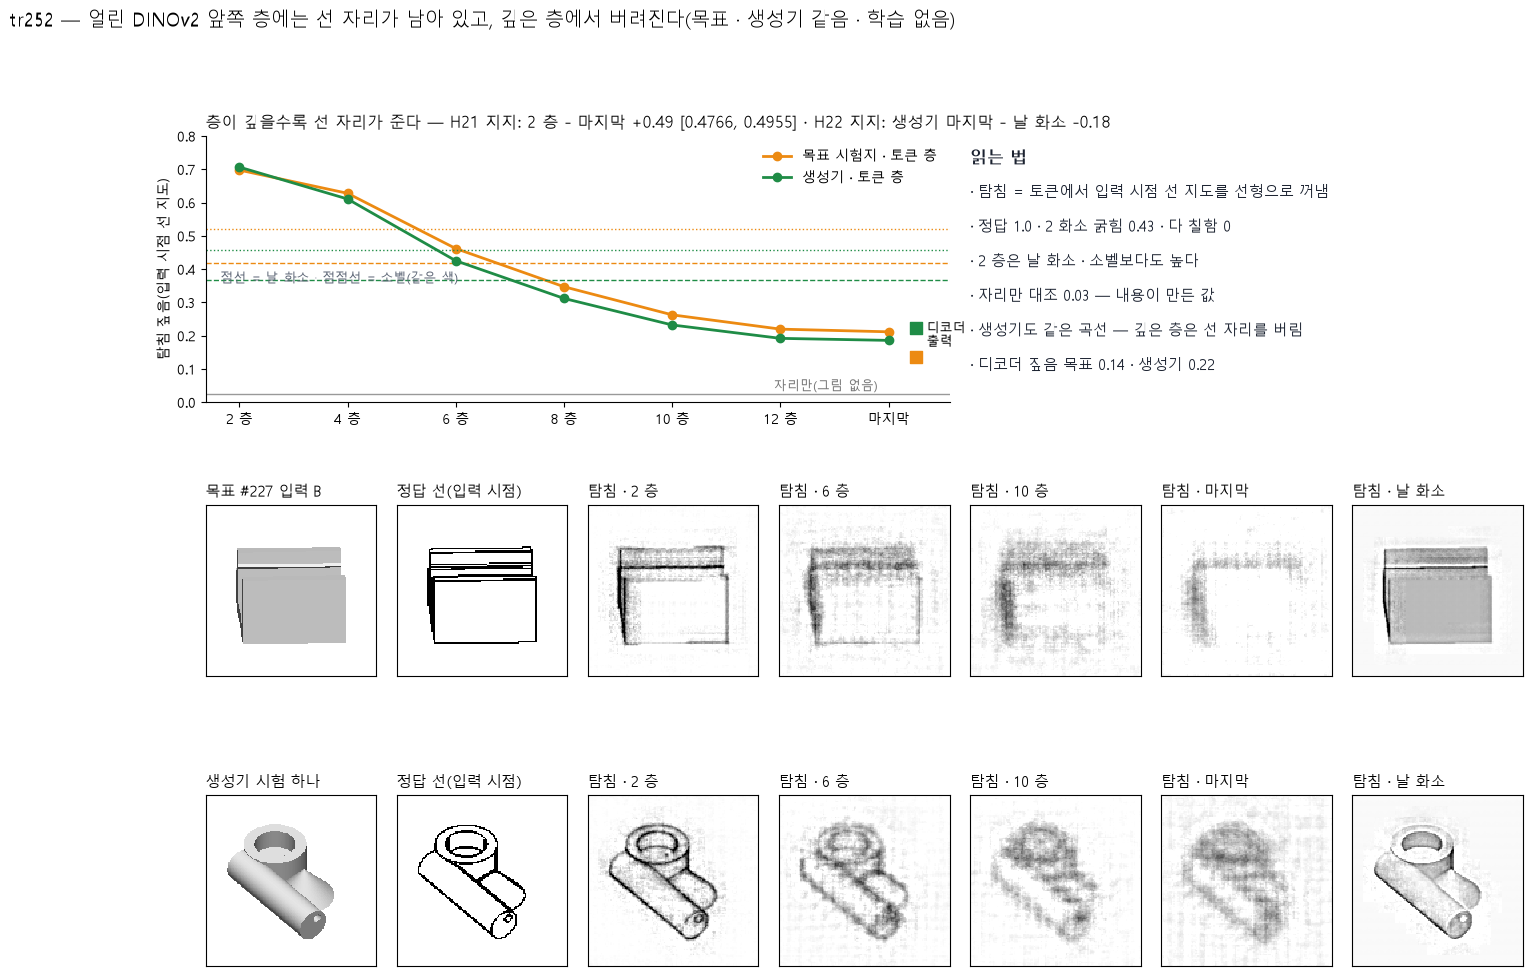 tr252 — 얼린 DINOv2 앞쪽 층에는 선 자리가 남아 있고, 깊은 층에서 버려진다(목표 · 생성기 같음 · 학습 없음)
층이 깊을수록 선 자리가 준다 — H21 지지: 2 층 - 마지막 +0.49 [0.4766, 0.4955] · H22 지지: 생성기 마지막 - 날 화소 -0.18
탐침 짚음(입력 시점 선 지도)
0.8
0.7
0.6
0.5
0.4
0.3
0.2
0.1
0.0
목표 시험지 · 토큰 층
생성기 · 토큰 층
점선 = 날 화소 · 점점선 = 소벨(같은 색)
디코더
출력
자리만(그림 없음)
2 층
4 층
6 층
8 층
10 층
12 층
마지막
읽는 법
· 탐침 = 토큰에서 입력 시점 선 지도를 선형으로 꺼냄
· 정답 1.0 · 2 화소 굵힘 0.43 · 다 칠함 0
· 2 층은 날 화소 · 소벨보다도 높다
· 자리만 대조 0.03 — 내용이 만든 값
· 생성기도 같은 곡선 — 깊은 층은 선 자리를 버림
· 디코더 짚음 목표 0.14 · 생성기 0.22
목표 #227 입력 B
정답 선(입력 시점)
탐침 · 2 층
탐침 · 6 층
탐침 · 10 층
탐침 · 마지막
탐침 · 날 화소
생성기 시험 하나
정답 선(입력 시점)
탐침 · 2 층
탐침 · 6 층
탐침 · 10 층
탐침 · 마지막
탐침 · 날 화소